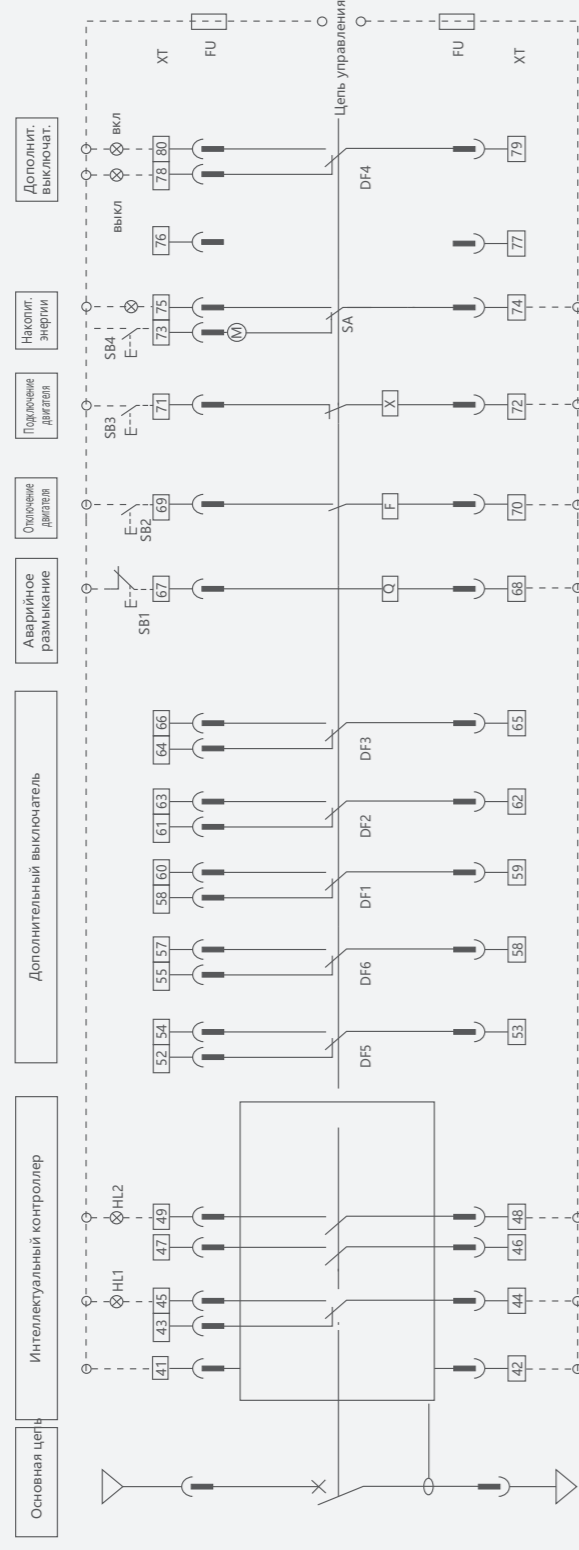 Основная цепь
Интеллектуальный контроллер
Дополнительный выключатель
Аварийное
размыкание
Отключение
двигателя
Подключение
двигателя
Накопит.
энергии
Дополнит.
выключат.
HL1
HL2
SB1
SB2
SB3
SB4
выкл
вкл
41 43 45 47 49 52 54 55 57 58 60 61 63 64 66 67 69 71 73 75 76 78 80 XT
FU
M
Цепь управления
DF5 DF6 DF1 DF2 DF3 SA DF4
Q F X
FU
42 44 46 48 53 58 59 62 65 68 70 72 74 77 79 XT